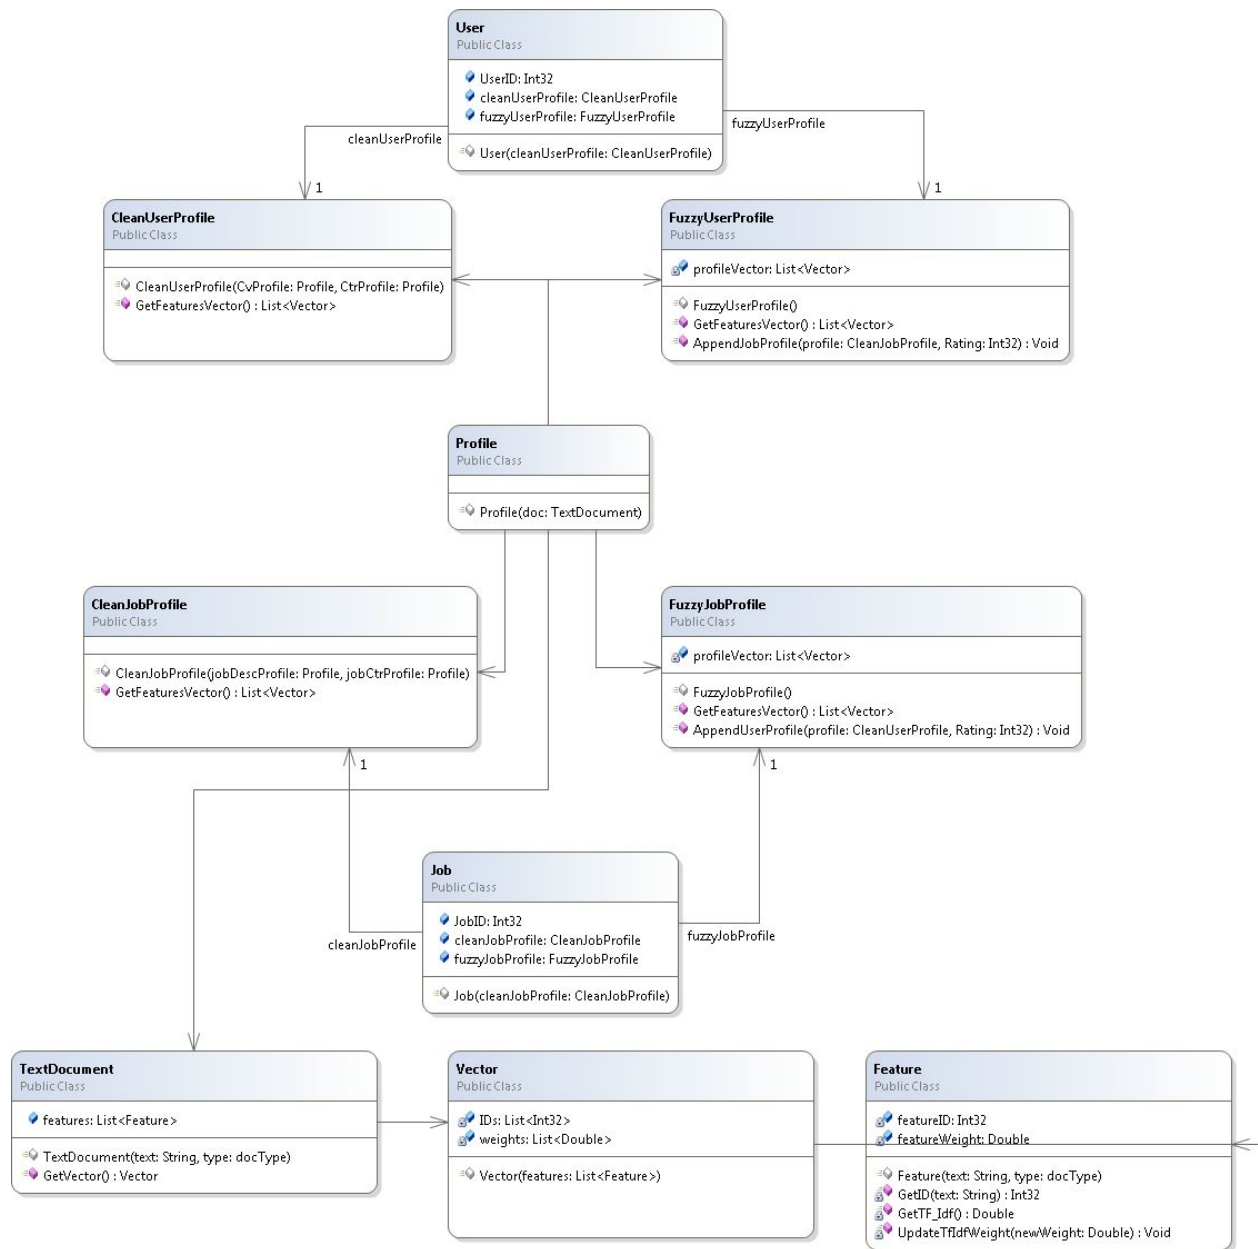 User
Public Class
UserID: Int32
cleanUserProfile: CleanUserProfile
fuzzyUserProfile: FuzzyUserProfile
User(cleanUserProfile: CleanUserProfile)
cleanUserProfile
fuzzyUserProfile
1
1
CleanUserProfile
Public Class
CleanUserProfile(CvProfile: Profile, CtrProfile: Profile)
GetFeaturesVector() : List<Vector>
FuzzyUserProfile
Public Class
profileVector: List<Vector>
FuzzyUserProfile()
GetFeaturesVector() : List<Vector>
AppendJobProfile(profile: CleanJobProfile, Rating: Int32) : Void
Profile
Public Class
Profile(doc: TextDocument)
CleanJobProfile
Public Class
CleanJobProfile(jobDescProfile: Profile, jobCtrProfile: Profile)
GetFeaturesVector() : List<Vector>
FuzzyJobProfile
Public Class
profileVector: List<Vector>
FuzzyJobProfile()
GetFeaturesVector() : List<Vector>
AppendUserProfile(profile: CleanUserProfile, Rating: Int32) : Void
1
1
Job
Public Class
JobID: Int32
cleanJobProfile: CleanJobProfile
fuzzyJobProfile: FuzzyJobProfile
Job(cleanJobProfile: CleanJobProfile)
cleanJobProfile
fuzzyJobProfile
TextDocument
Public Class
features: List<Feature>
TextDocument(text: String, type: docType)
GetVector() : Vector
Vector
Public Class
IDs: List<Int32>
weights: List<Double>
Vector(features: List<Feature>)
Feature
Public Class
featureID: Int32
featureWeight: Double
Feature(text: String, type: docType)
GetID(text: String) : Int32
GetTF_Idf() : Double
UpdateTfIdfWeight(newWeight: Double) : Void